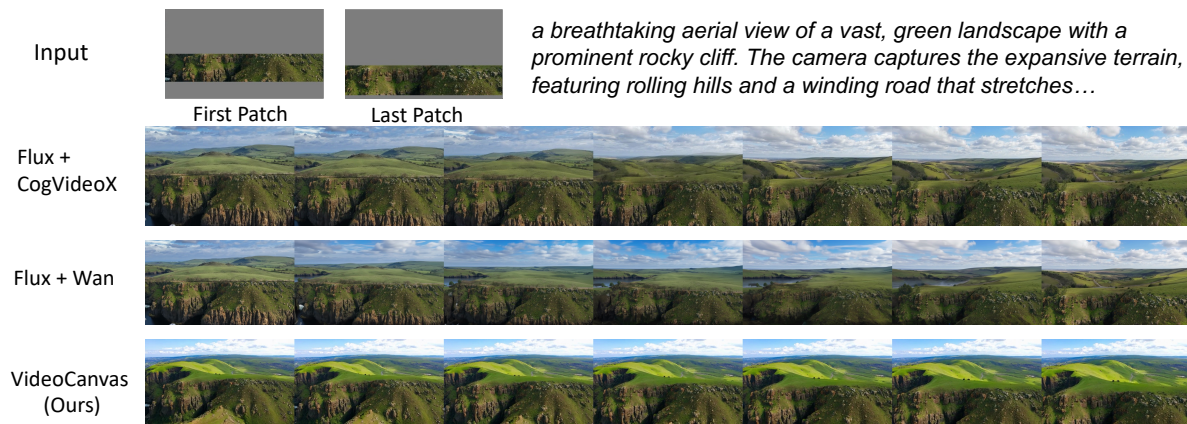 Input
First Patch
Last Patch
a breathtaking aerial view of a vast, green landscape with a
prominent rocky cliff. The camera captures the expansive terrain,
featuring rolling hills and a winding road that stretches…
Flux +
CogVideoX
Flux + Wan
VideoCanvas
(Ours)